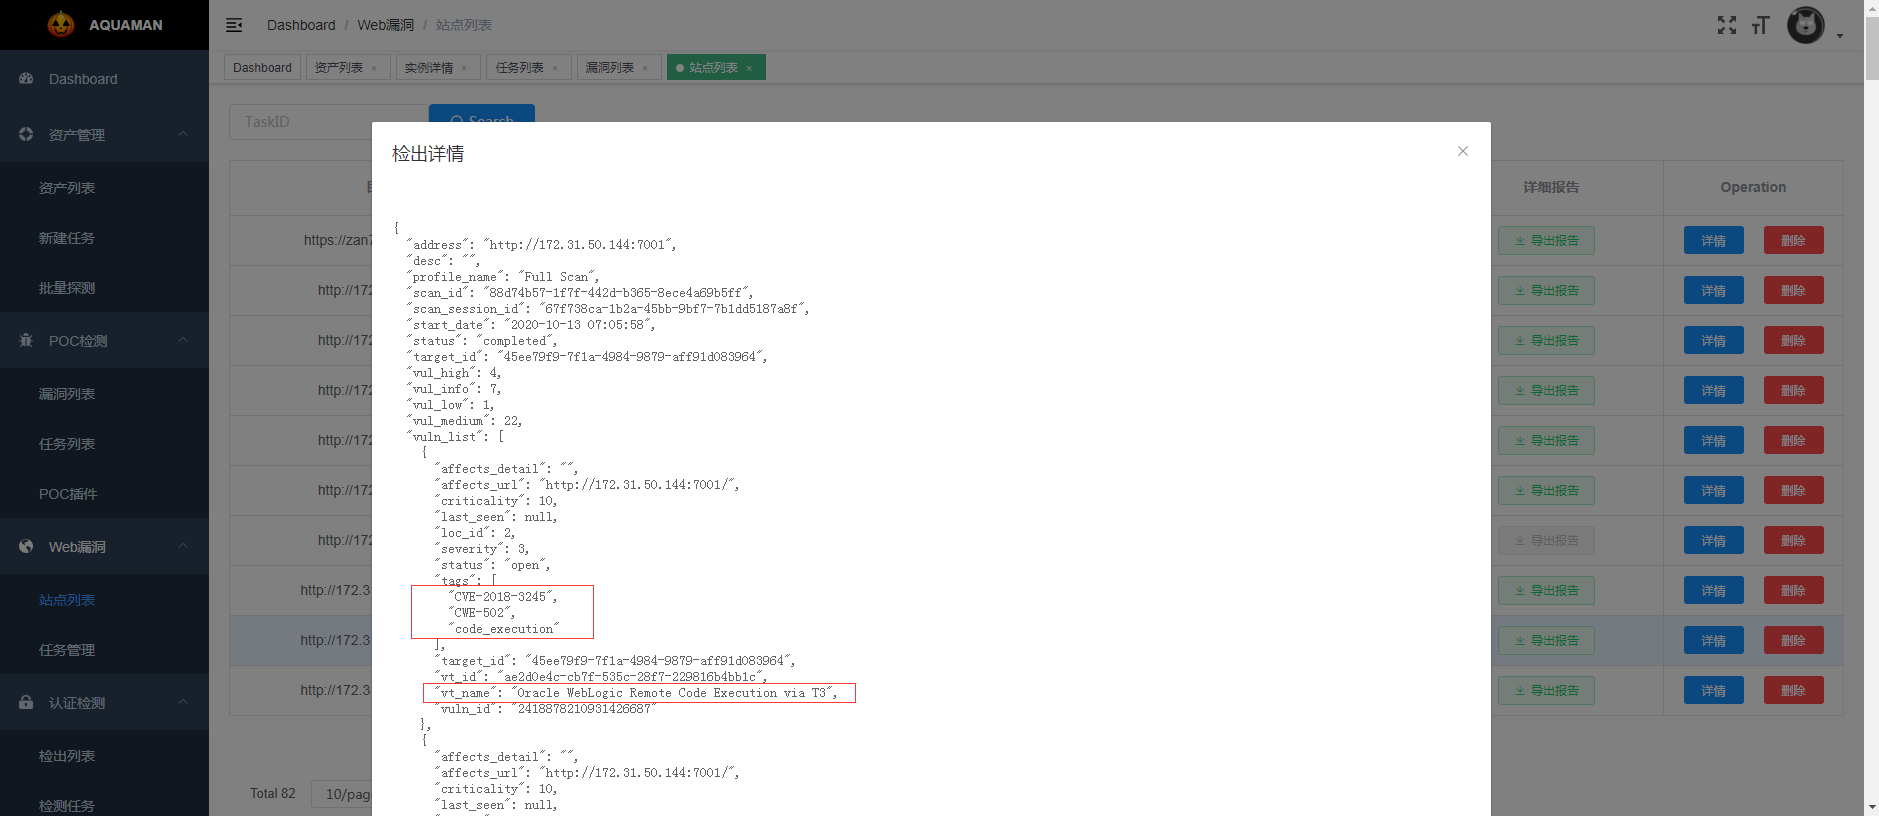 AQUAMAN
Dashboard / Web漏洞 / 站点列表
Dashboard
资产列表 ×
实例详情 ×
任务列表 ×
漏洞列表 ×
站点列表 ×
Dashboard
资产管理
资产列表
新建任务
批量探测
POC检测
漏洞列表
任务列表
POC插件
Web漏洞
站点列表
任务管理
认证检测
检出列表
检测任务
TaskID
Search
详细报告
Operation
https://zan
导出报告
详情
删除
http://172
导出报告
详情
删除
http://172
导出报告
详情
删除
http://172
导出报告
详情
删除
http://172
导出报告
详情
删除
http://172
导出报告
详情
删除
http://172
导出报告
详情
删除
http://172.3
导出报告
详情
删除
http://172.3
导出报告
详情
删除
http://172.3
导出报告
详情
删除
Total 82
10/page
检出详情
{
"address": "http://172.31.50.144:7001",
"desc": "",
"profile_name": "Full Scan",
"scan_id": "88d74b57-1f7f-442d-b365-8ece4a69b5ff",
"scan_session_id": "67f738ca-1b2a-45bb-9bf7-7b1dd5187a8f",
"start_date": "2020-10-13 07:05:58",
"status": "completed",
"target_id": "45ee79f9-7f1a-4984-9879-aff91d083964",
"vul_high": 4,
"vul_info": 7,
"vul_low": 1,
"vul_medium": 22,
"vuln_list": [
{
"affects_detail": "",
"affects_url": "http://172.31.50.144:7001/",
"criticality": 10,
"last_seen": null,
"loc_id": 2,
"severity": 3,
"status": "open",
"tags": [
"CVE-2018-3245",
"CWE-502",
"code_execution"
],
"target_id": "45ee79f9-7f1a-4984-9879-aff91d083964",
"vt_id": "ae2d0e4c-cb7f-535c-28f7-229816b4bb1c",
"vt_name": "Oracle WebLogic Remote Code Execution via T3",
"vuln_id": "2418878210931426687"
},
{
"affects_detail": "",
"affects_url": "http://172.31.50.144:7001/",
"criticality": 10,
"last_seen": null,